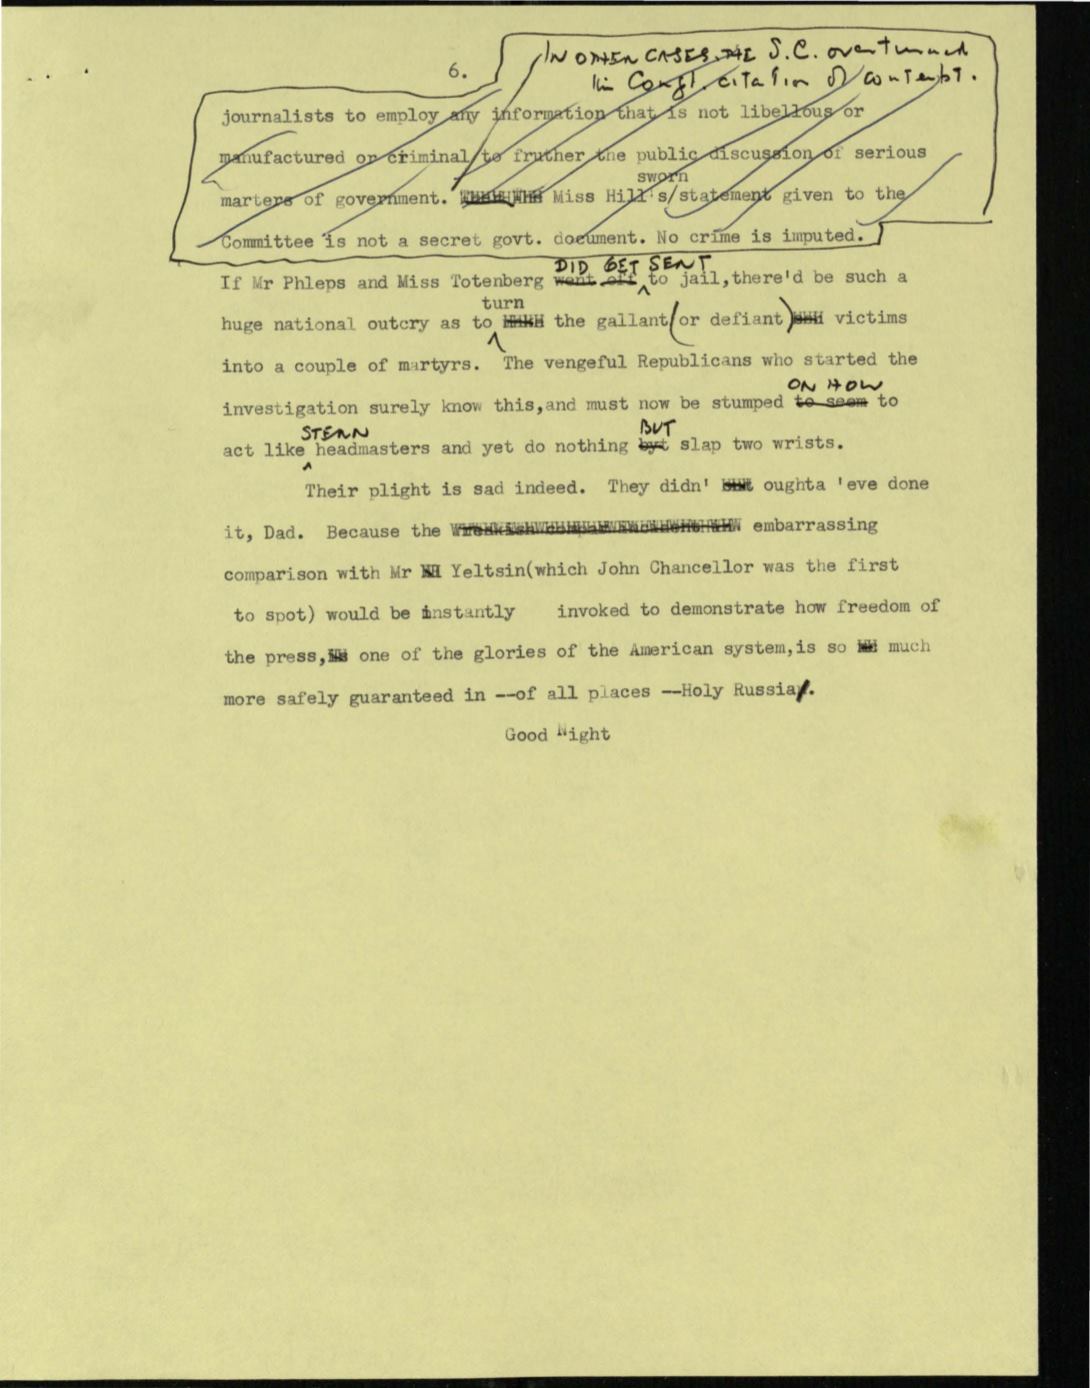 6.
IN OTHER CASES, THE S.C. overturned
the Congl. citation of contempt.
journalists to employ any information that is not libellous or
manufactured or criminal to fruther the public discussion of serious
sworn
marters of government. Miss Hill's/statement given to the
Committee is not a secret govt. document. No crime is imputed.
DID GET SENT
If Mr Phleps and Miss Totenberg went off to jail,there'd be such a
turn
huge national outcry as to the gallant(or defiant) victims
into a couple of martyrs. The vengeful Republicans who started the
ON HOW
investigation surely know this,and must now be stumped to seem to
STERN BUT
act like headmasters and yet do nothing byt slap two wrists.
Their plight is sad indeed. They didn' oughta 'eve done
it, Dad. Because the embarrassing
comparison with Mr Yeltsin(which John Chancellor was the first
to spot) would be instantly invoked to demonstrate how freedom of
the press, one of the glories of the American system,is so much
more safely guaranteed in --of all places --Holy Russia.
Good Night